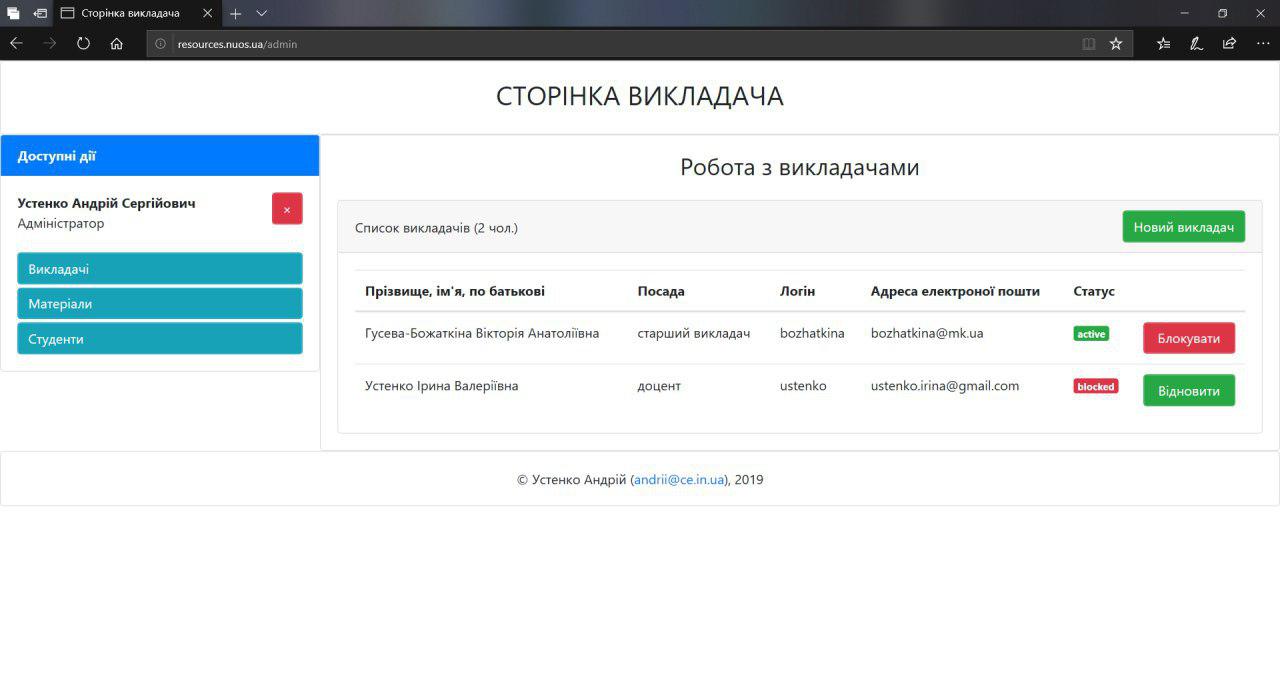 Сторінка викладача
resources.nuos.ua/admin
СТОРІНКА ВИКЛАДАЧА
Доступні дії
Устенко Андрій Сергійович
Адміністратор
×
Викладачі
Матеріали
Студенти
Робота з викладачами
Список викладачів (2 чол.) Новий викладач
Прізвище, ім'я, по батькові Посада Логін Адреса електроної пошти Статус
Гусева-Божаткіна Вікторія Анатоліївна старший викладач bozhatkina bozhatkina@mk.ua active Блокувати
Устенко Ірина Валеріївна доцент ustenko ustenko.irina@gmail.com blocked Відновити
© Устенко Андрій (andrii@ce.in.ua), 2019